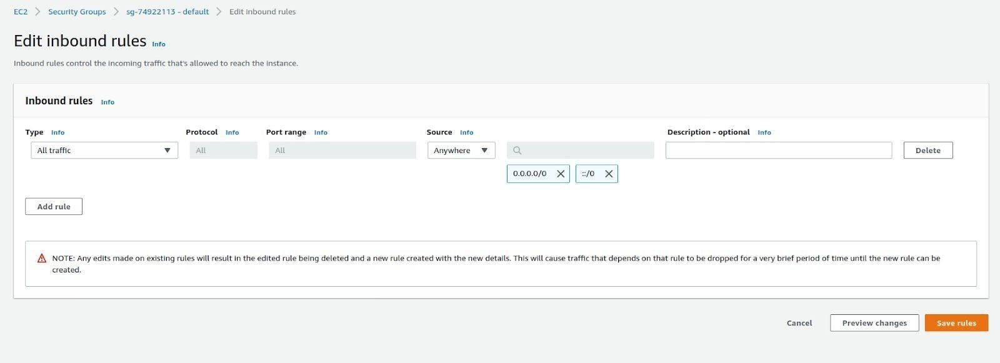 EC2 > Security Groups > sg-74922113 - default > Edit inbound rules
Edit inbound rules Info
Inbound rules control the incoming traffic that's allowed to reach the instance.
Inbound rules Info
Type Info Protocol Info Port range Info Source Info Description - optional Info
All traffic All All Anywhere Delete
0.0.0.0/0 ::/0
Add rule
NOTE: Any edits made on existing rules will result in the edited rule being deleted and a new rule created with the new details. This will cause traffic that depends on that rule to be dropped for a very brief period of time until the new rule can be
created.
Cancel Preview changes Save rules